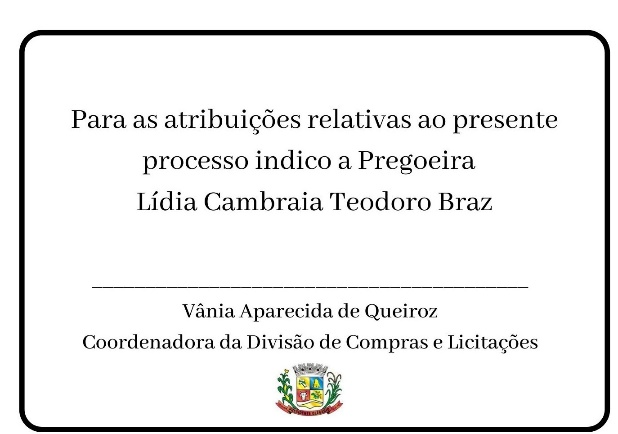 Para as atribuições relativas ao presente
processo indico a Pregoeira
Lídia Cambraia Teodoro Braz
Vânia Aparecida de Queiroz
Coordenadora da Divisão de Compras e Licitações